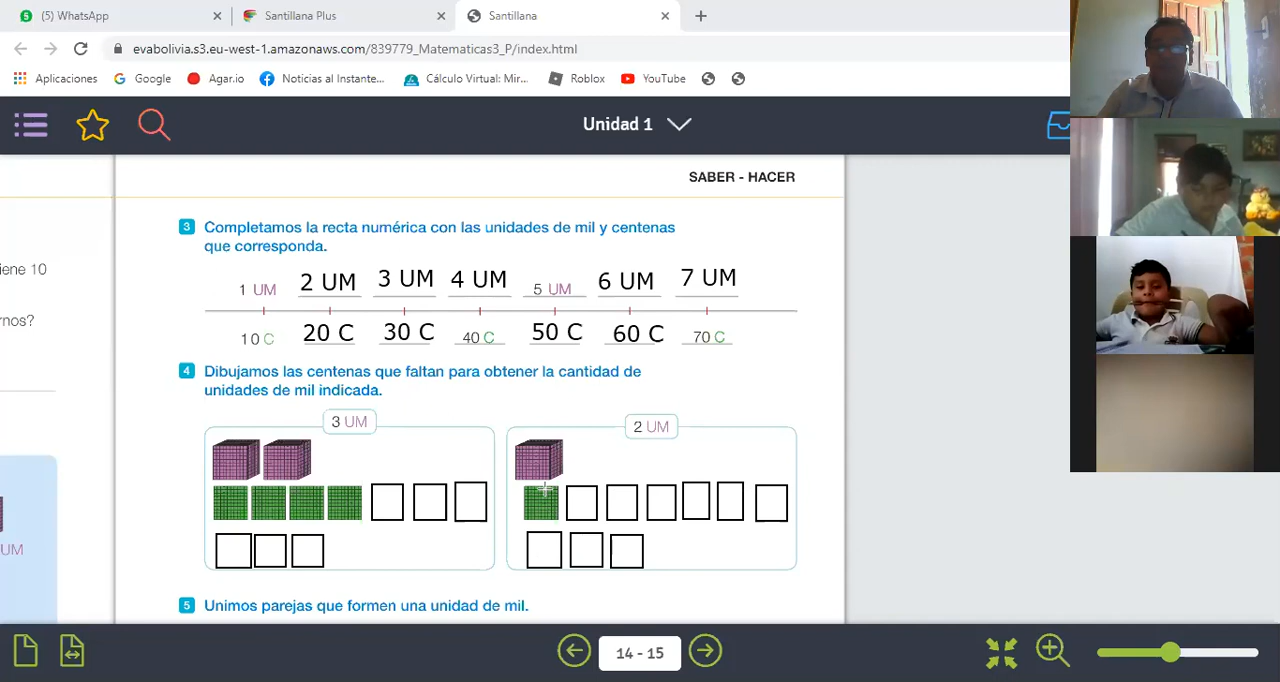 (5) WhatsApp
Santillana Plus
Santillana
evabolivia.s3.eu-west-1.amazonaws.com/839779_Matematicas3_P/index.html
Aplicaciones
Google
Agar.io
Noticias al Instante...
Cálculo Virtual: Mir...
Roblox
YouTube
Unidad 1
SABER - HACER
iene 10
rnos?
UM
3 Completamos la recta numérica con las unidades de mil y centenas
que corresponda.
1 UM 2 UM 3 UM 4 UM 5 UM 6 UM 7 UM
10 C 20 C 30 C 40 C 50 C 60 C 70 C
4 Dibujamos las centenas que faltan para obtener la cantidad de
unidades de mil indicada.
3 UM
2 UM
5 Unimos parejas que formen una unidad de mil.
14 - 15